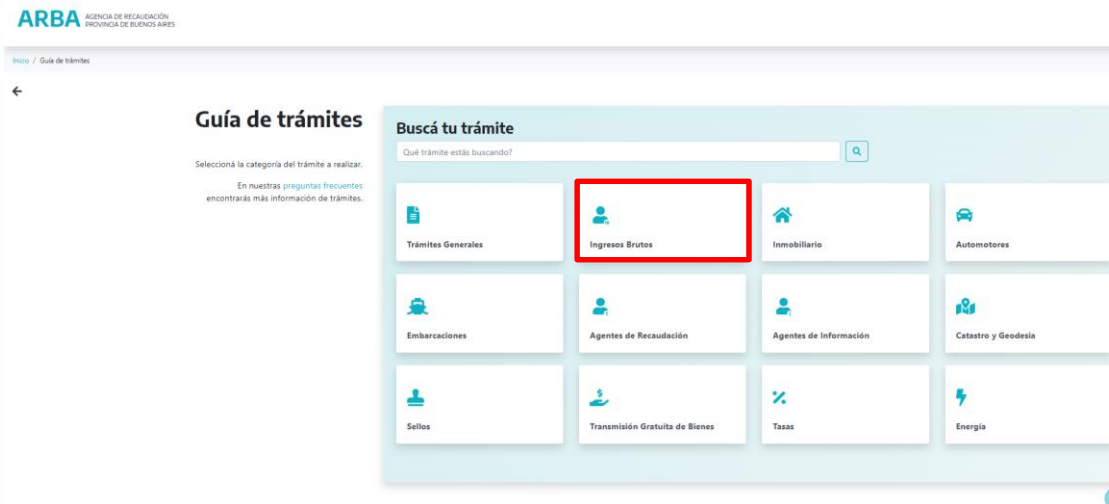 ARBA
AGENCIA DE RECAUDACIÓN
PROVINCIA DE BUENOS AIRES
Inicio / Guía de trámites
Guía de trámites
Seleccioná la categoría del trámite a realizar.
En nuestras preguntas frecuentes
encontrarás más información de trámites.
Buscá tu trámite
Qué trámite estás buscando?
Trámites Generales
Ingresos Brutos
Inmobiliario
Automotores
Embarcaciones
Agentes de Recaudación
Agentes de Información
Catastro y Geodesia
Sellos
Transmisión Gratuita de Bienes
Tasas
Energía